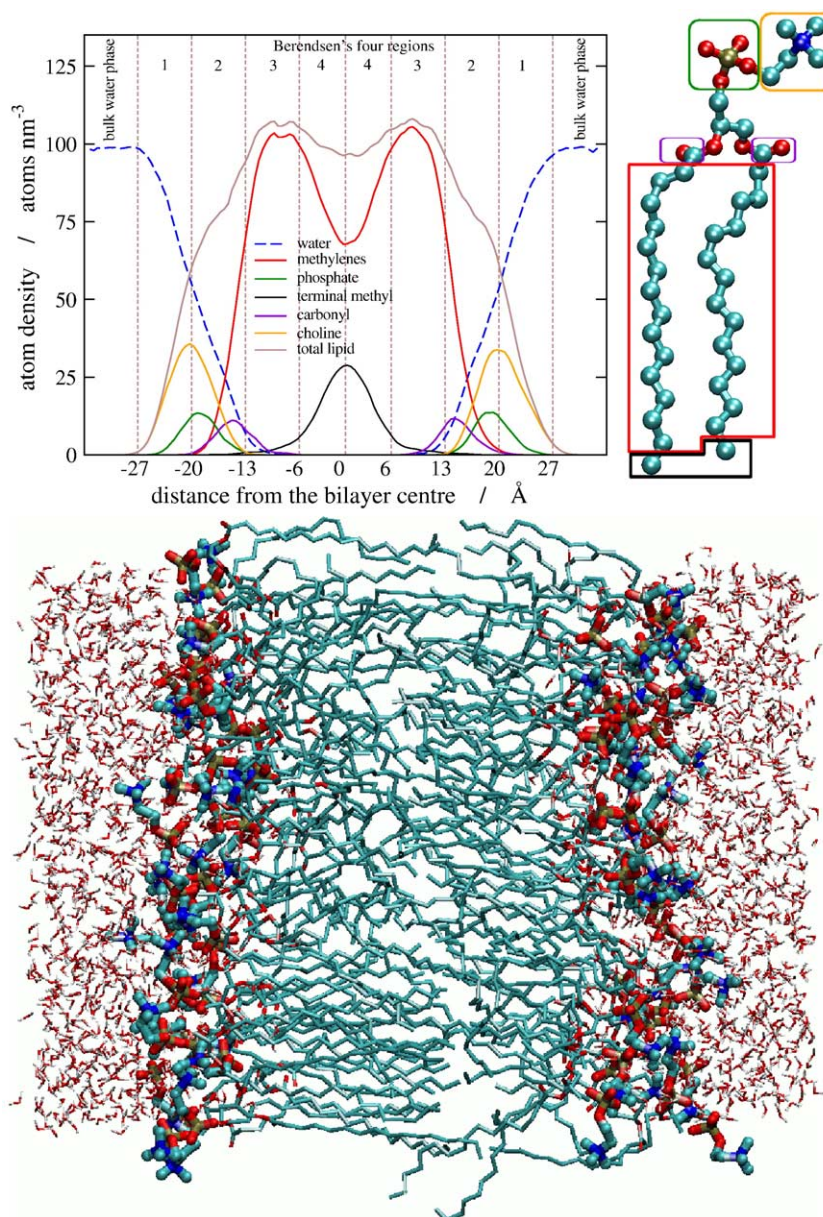 Berendsen's four regions
bulk water phase
1 2 3 4 4 3 2 1
bulk water phase
125
100
75
50
25
0
atom density / atoms nm⁻³
water
methylenes
phosphate
terminal methyl
carbonyl
choline
total lipid
-27 -20 -13 -6 0 6 13 20 27
distance from the bilayer centre / Å